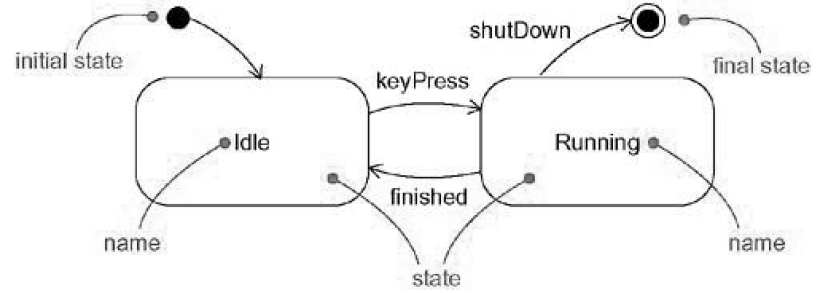 shutDown
initial state
final state
keyPress
Idle
Running
finished
name
name
state